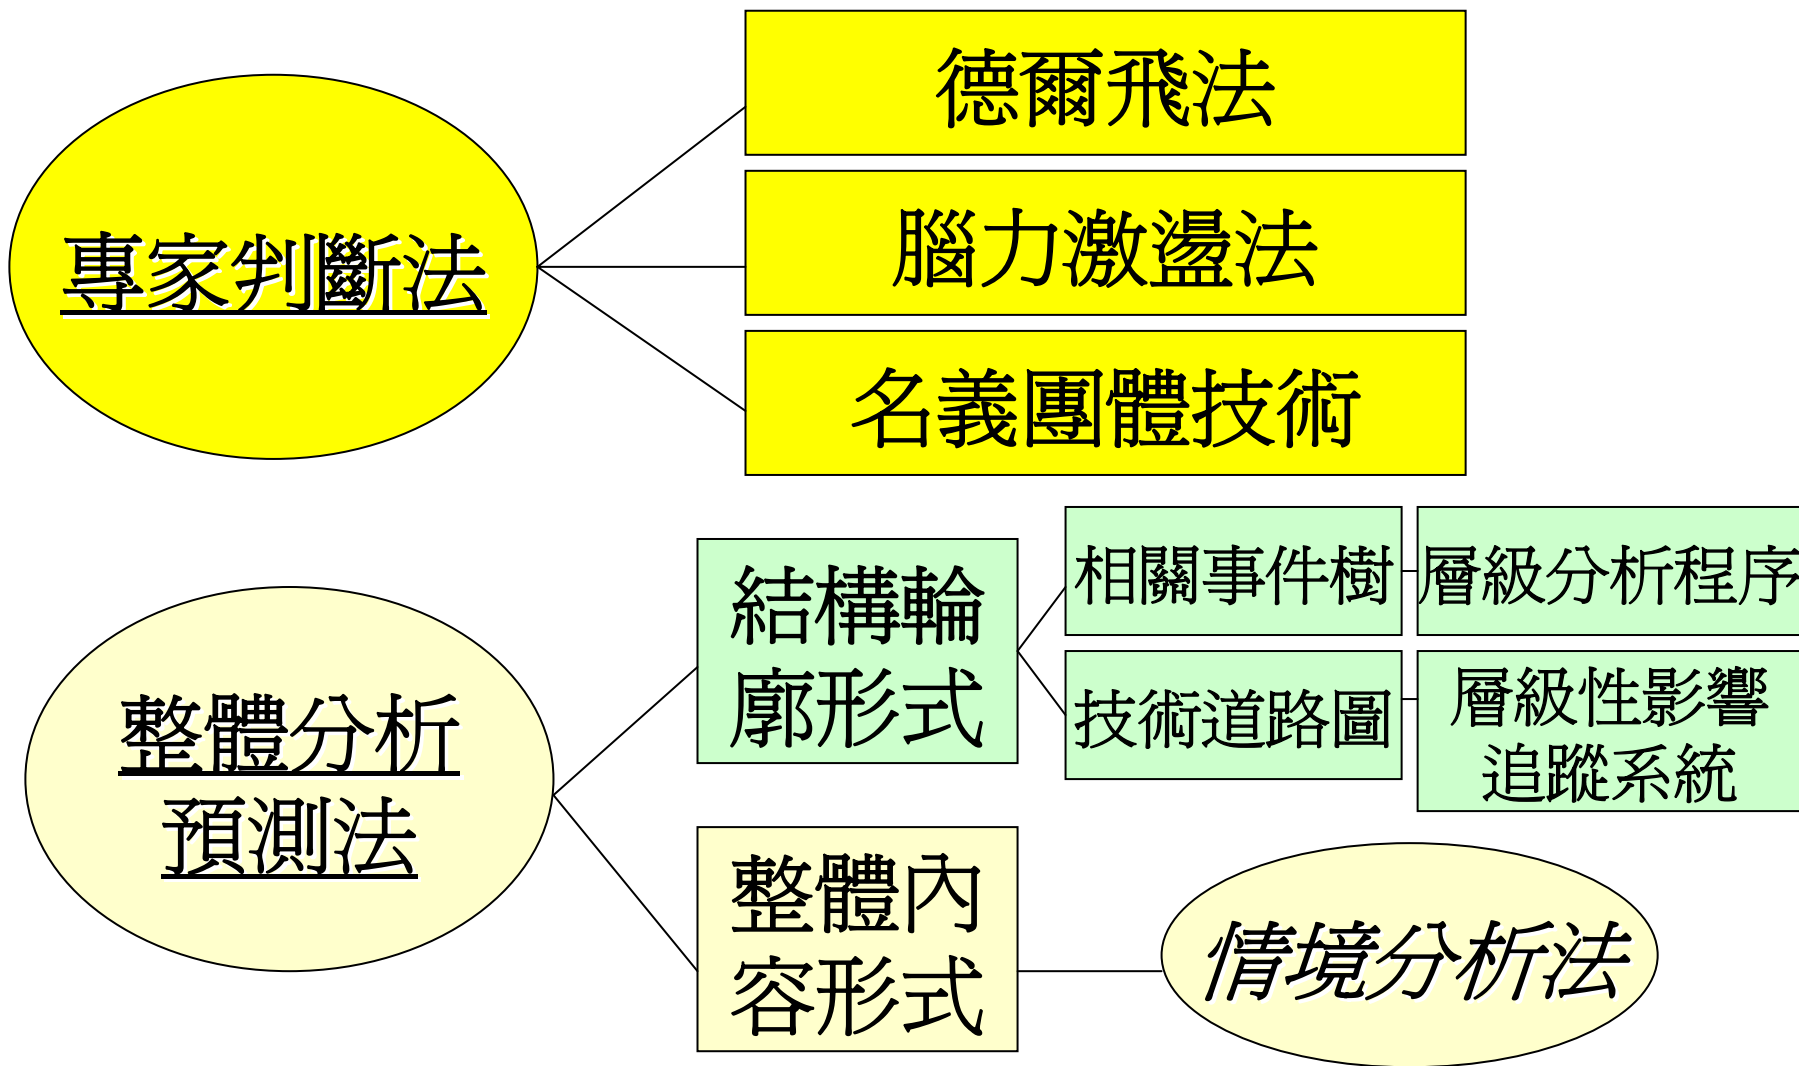 德爾飛法
專家判斷法
腦力激盪法
名義團體技術
整體分析
預測法
結構輪
廓形式
相關事件樹
層級分析程序
技術道路圖
層級性影響
追蹤系統
整體內
容形式
情境分析法